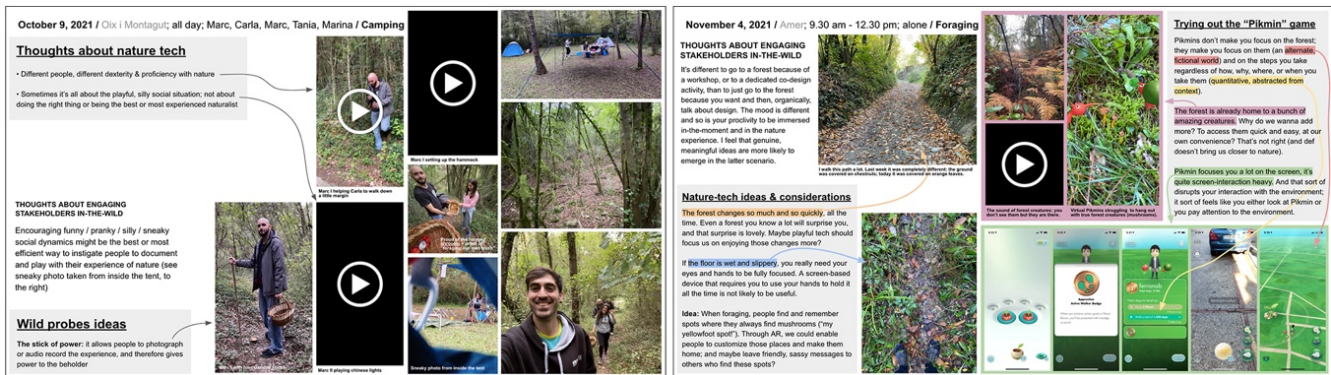 October 9, 2021 / Oix i Montagut; all day; Marc, Carla, Marc, Tania, Marina / Camping
Thoughts about nature tech
• Different people, different dexterity & proficiency with nature
• Sometimes it's all about the playful, silly social situation; not about
doing the right thing or being the best or most experienced naturalist
THOUGHTS ABOUT ENGAGING
STAKEHOLDERS IN-THE-WILD
Encouraging funny / pranky / silly / sneaky
social dynamics might be the best or most
efficient way to instigate people to document
and play with their experience of nature (see
sneaky photo taken from inside the tent, to
the right)
Wild probes ideas
The stick of power: it allows people to photograph
or audio record the experience, and therefore gives
power to the beholder
Marc I helping Carla to walk down
a little margin
Marc I setting up the hammock
Marc II playing chinese lights
Sneaky photo from inside the tent
November 4, 2021 / Amer; 9.30 am - 12.30 pm; alone / Foraging
THOUGHTS ABOUT ENGAGING
STAKEHOLDERS IN-THE-WILD
It's different to go to a forest because of
a workshop, or to a dedicated co-design
activity, than to just go to the forest
because you want and then, organically,
talk about design. The mood is different
and so is your proclivity to be immersed
in-the-moment and in the nature
experience. I feel that genuine,
meaningful ideas are more likely to
emerge in the latter scenario.
I walk this path a lot. Last week it was completely different: the ground
was covered on chestnuts; today it was covered on orange leaves.
Nature-tech ideas & considerations
The forest changes so much and so quickly, all the
time. Even a forest you know a lot will surprise you,
and that surprise is lovely. Maybe playful tech should
focus us on enjoying those changes more?
If the floor is wet and slippery, you really need your
eyes and hands to be fully focused. A screen-based
device that requires you to use your hands to hold it
all the time is not likely to be useful.
Idea: When foraging, people find and remember
spots where they always find mushrooms ("my
yellowfoot spot!"). Through AR, we could enable
people to customize those places and make them
home; and maybe leave friendly, sassy messages to
others who find these spots?
The sound of forest creatures; you
don't see them but they are there.
Virtual Pikmins struggling to hang out
with true forest creatures (mushrooms).
Trying out the "Pikmin" game
Pikmins don't make you focus on the forest;
they make you focus on them (an alternate,
fictional world) and on the steps you take
regardless of how, why, where, or when you
take them (quantitative, abstracted from
context).
The forest is already home to a bunch of
amazing creatures. Why do we wanna add
more? To access them quick and easy, at our
own convenience? That's not right (and def
doesn't bring us closer to nature).
Pikmin focuses you a lot on the screen, it's
quite screen-interaction heavy. And that sort of
disrupts your interaction with the environment;
it sort of feels like you either look at Pikmin or
you pay attention to the environment.